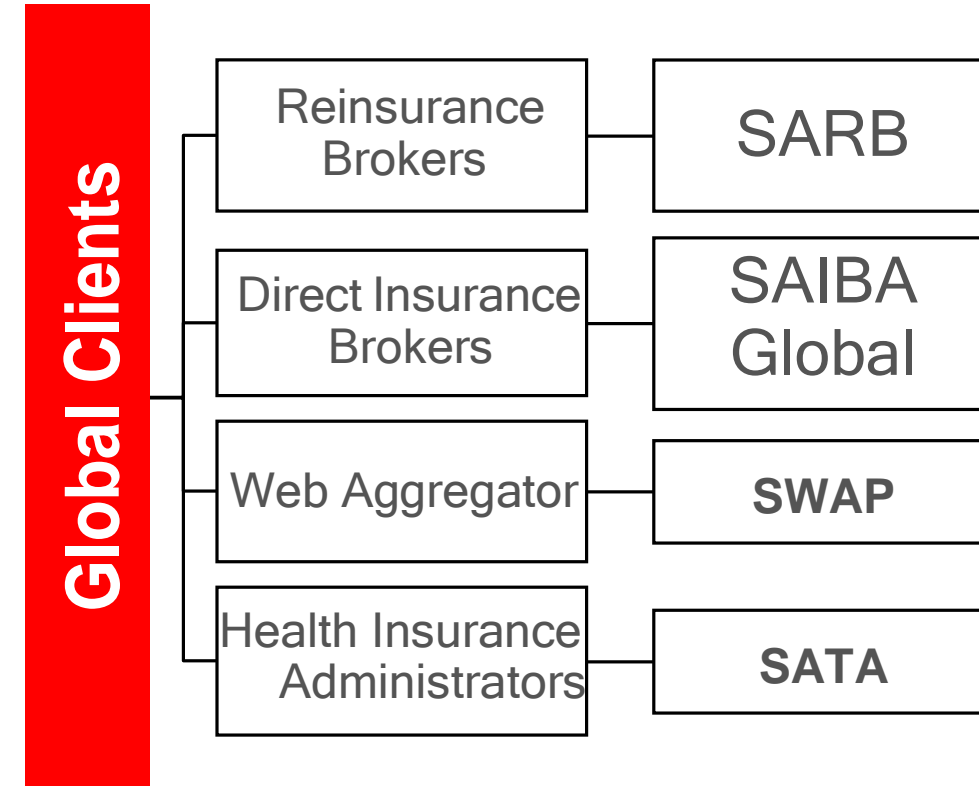 Global Clients
Reinsurance
Brokers
SARB
Direct Insurance
Brokers
SAIBA
Global
Web Aggregator
SWAP
Health Insurance
Administrators
SATA